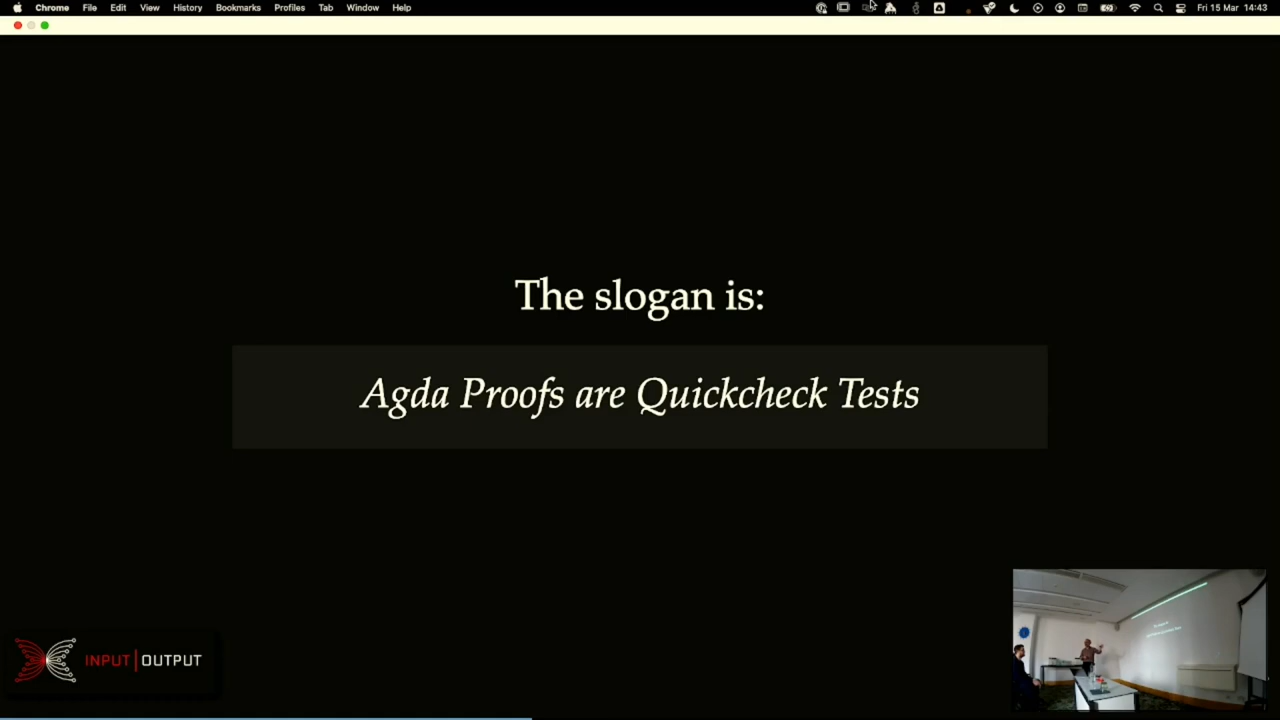 Chrome File Edit View History Bookmarks Profiles Tab Window Help Fri 15 Mar 14:43
The slogan is:
Agda Proofs are Quickcheck Tests
INPUT|OUTPUT